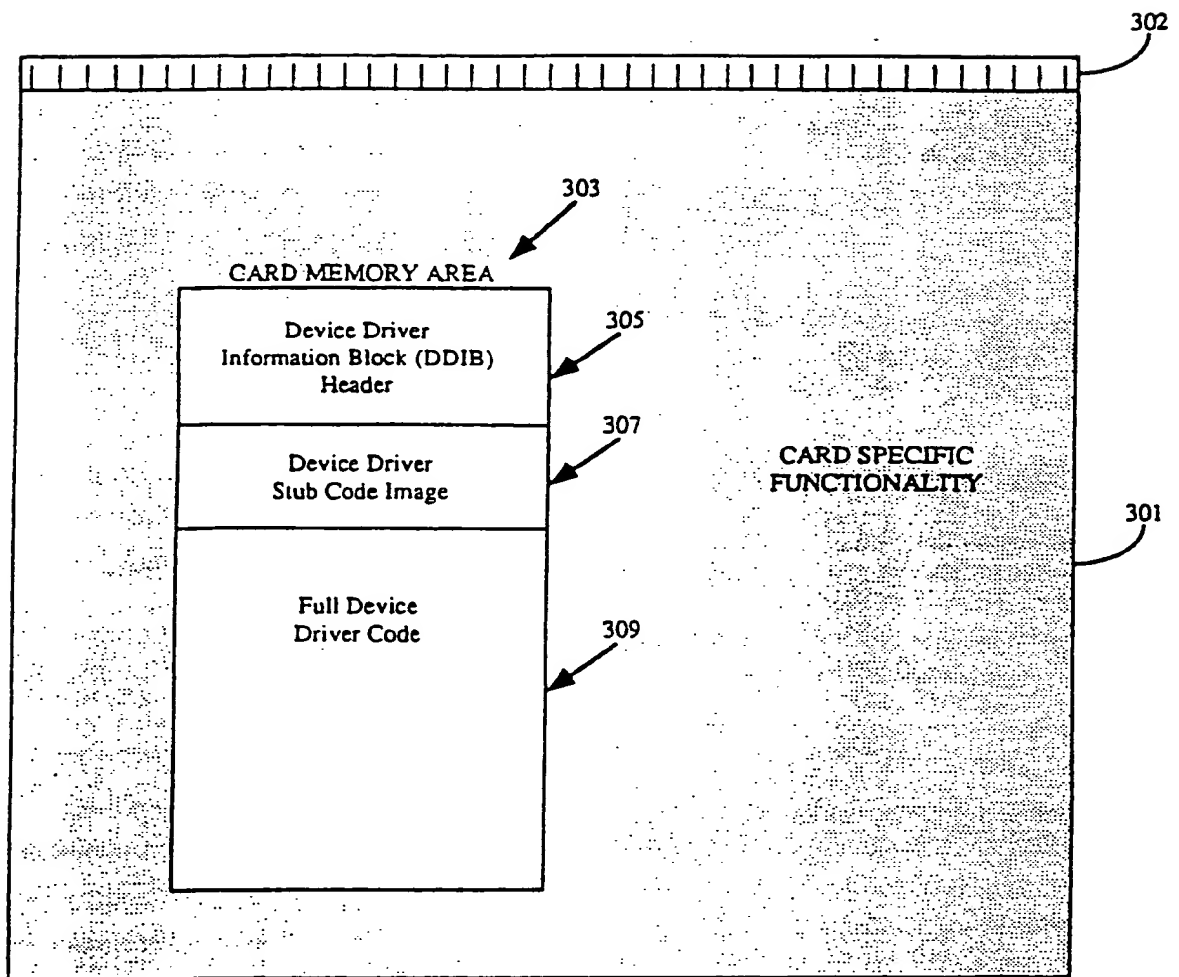 302
303
CARD MEMORY AREA
Device Driver
Information Block (DDIB)
Header
305
307
Device Driver
Stub Code Image
CARD SPECIFIC
FUNCTIONALITY
301
Full Device
Driver Code
309